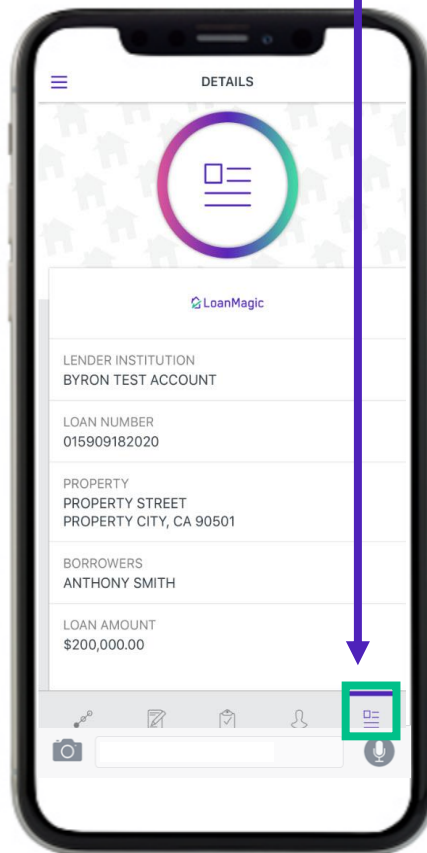 DETAILS
LoanMagic
LENDER INSTITUTION
BYRON TEST ACCOUNT
LOAN NUMBER
015909182020
PROPERTY
PROPERTY STREET
PROPERTY CITY, CA 90501
BORROWERS
ANTHONY SMITH
LOAN AMOUNT
$200,000.00